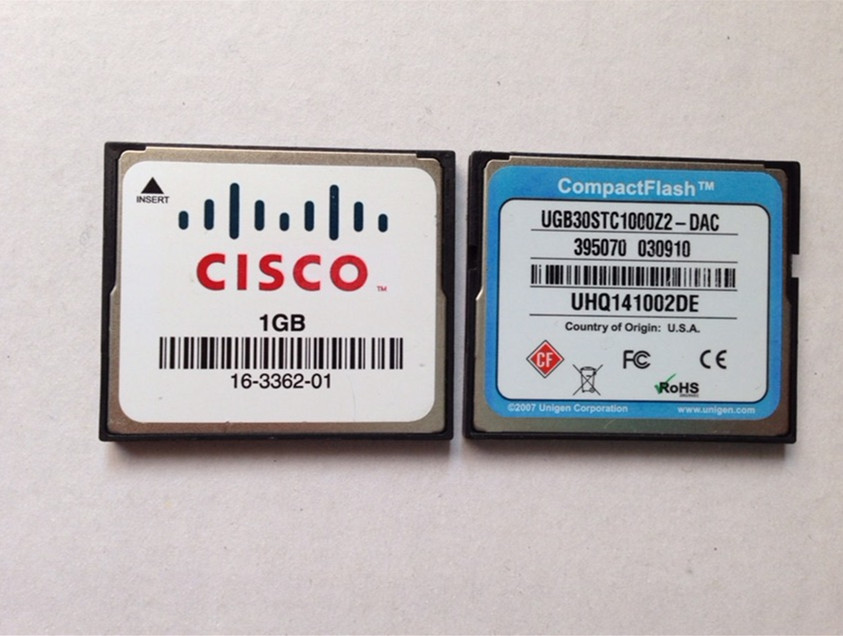 INSERT
CISCO
TM
1GB
16-3362-01
CompactFlash™
UGB30STC1000Z2-DAC
395070 030910
UHQ141002DE
Country of Origin: U.S.A.
CF
FC
CE
RoHS
©2007 Unigen Corporation
www.unigen.com